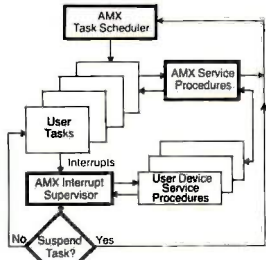 AMX
Task Scheduler
AMX Service
Procedures
User
Tasks
Interrupts
AMX Interrupt
Supervisor
User Device
Service
Procedures
No
Suspend
Task?
Yes